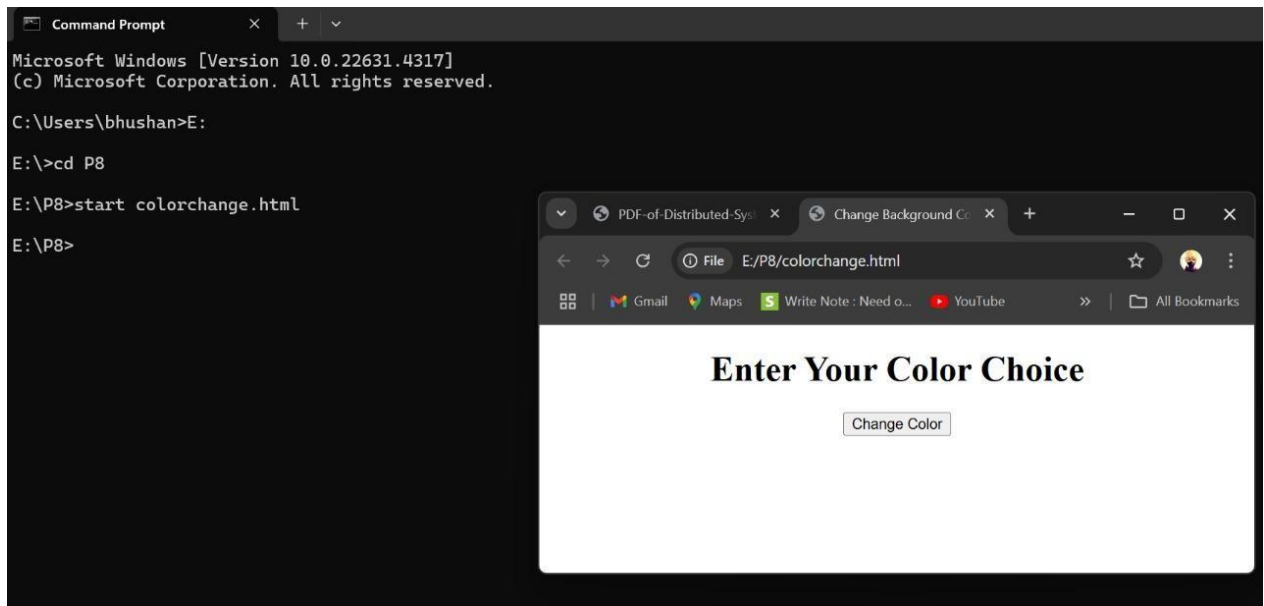 Command Prompt
Microsoft Windows [Version 10.0.22631.4317]
(c) Microsoft Corporation. All rights reserved.
C:\Users\bhushan>E:
E:\>cd P8
E:\P8>start colorchange.html
E:\P8>
PDF-of-Distributed-Sys
Change Background Co
File E:/P8/colorchange.html
Gmail Maps S Write Note : Need o... YouTube » All Bookmarks
Enter Your Color Choice
Change Color